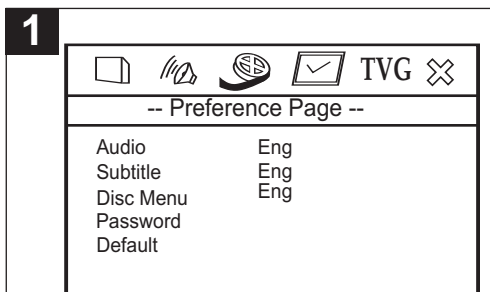 1
TVG
-- Preference Page --
Audio Eng
Subtitle Eng
Disc Menu Eng
Password
Default